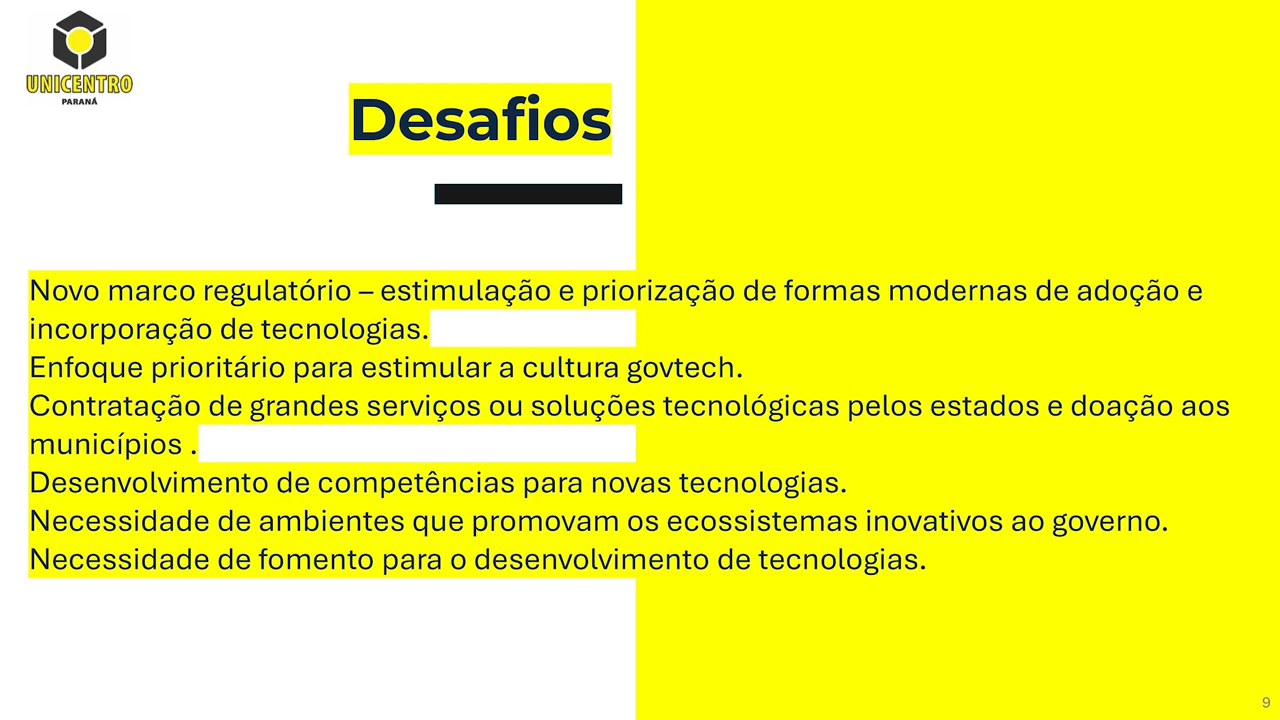 UNICENTRO
PARANÁ
Desafios
Novo marco regulatório – estimulação e priorização de formas modernas de adoção e
incorporação de tecnologias.
Enfoque prioritário para estimular a cultura govtech.
Contratação de grandes serviços ou soluções tecnológicas pelos estados e doação aos
municípios .
Desenvolvimento de competências para novas tecnologias.
Necessidade de ambientes que promovam os ecossistemas inovativos ao governo.
Necessidade de fomento para o desenvolvimento de tecnologias.
9